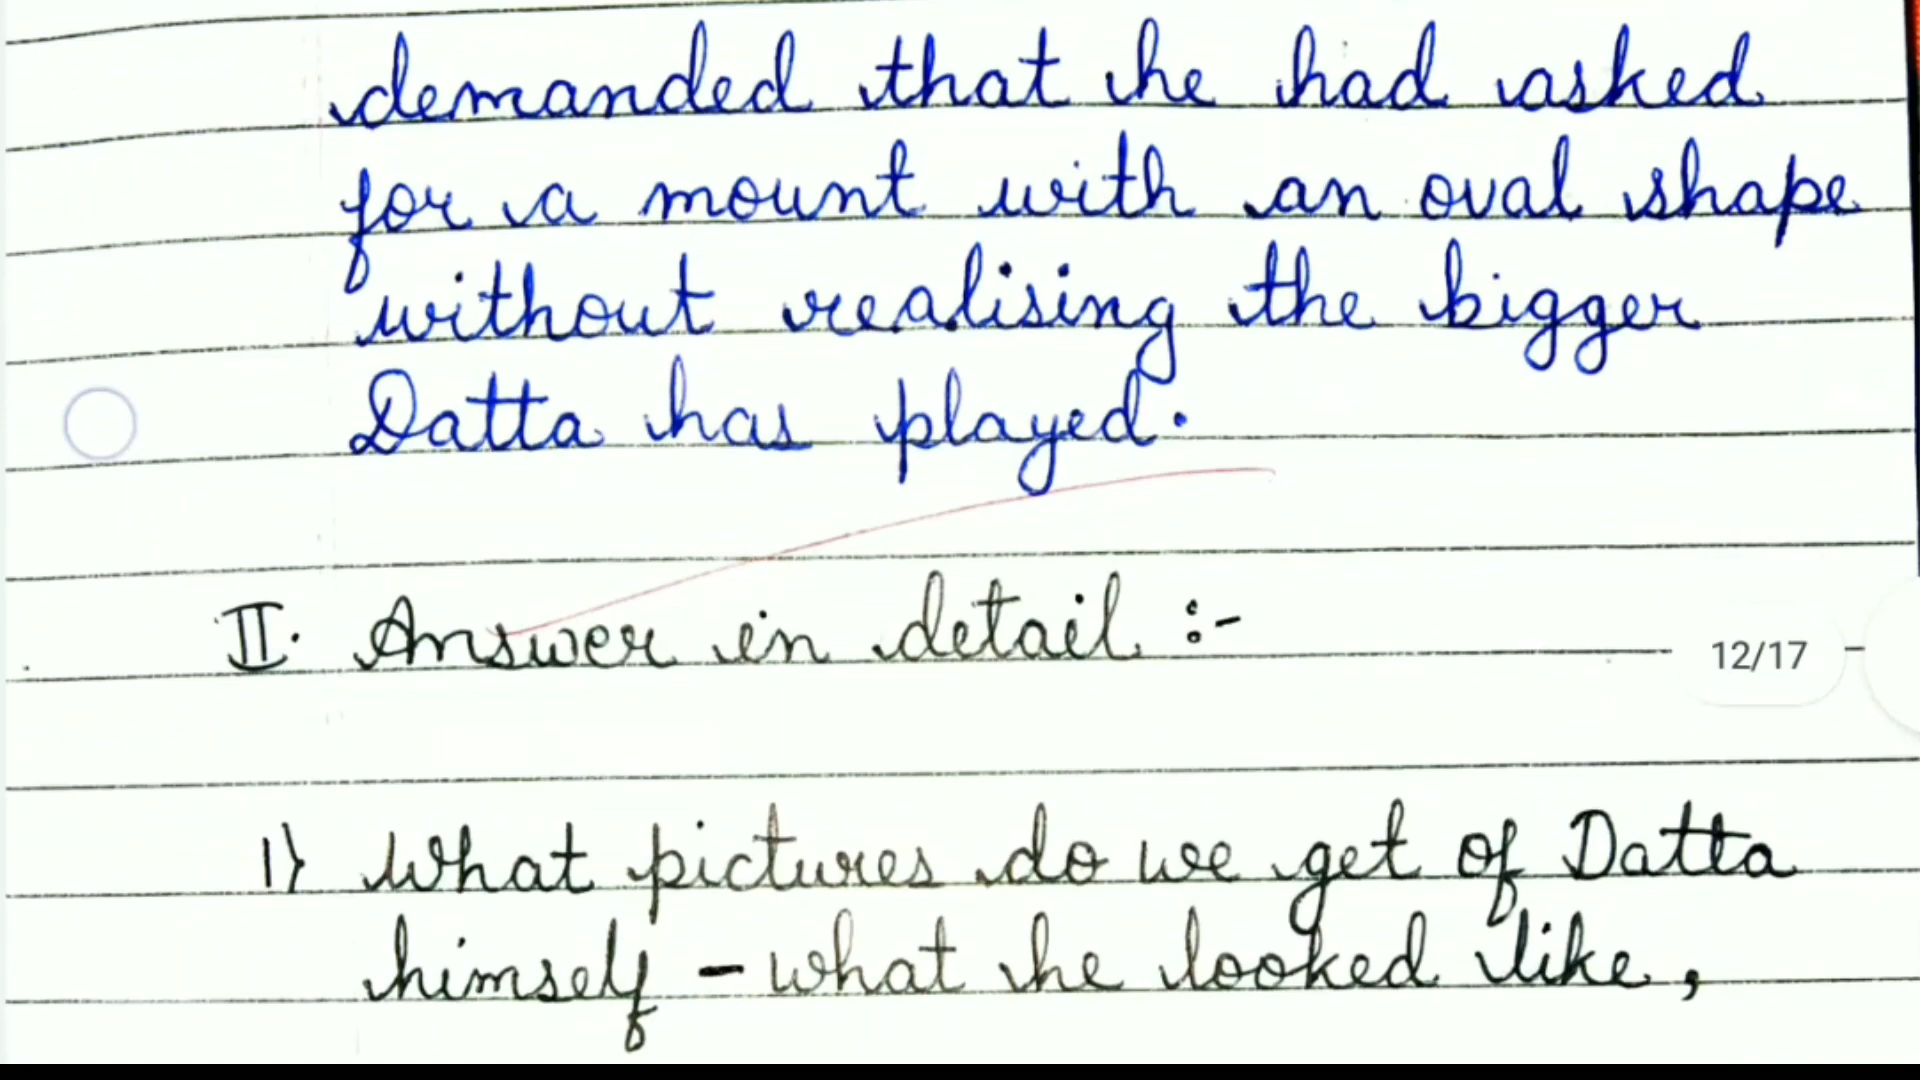 demanded that he had asked
for a mount with an oval shape
without realising the bigger
Datta has played.
II. Answer in detail :-
12/17
1) What pictures do we get of Datta
himself - what he looked like,